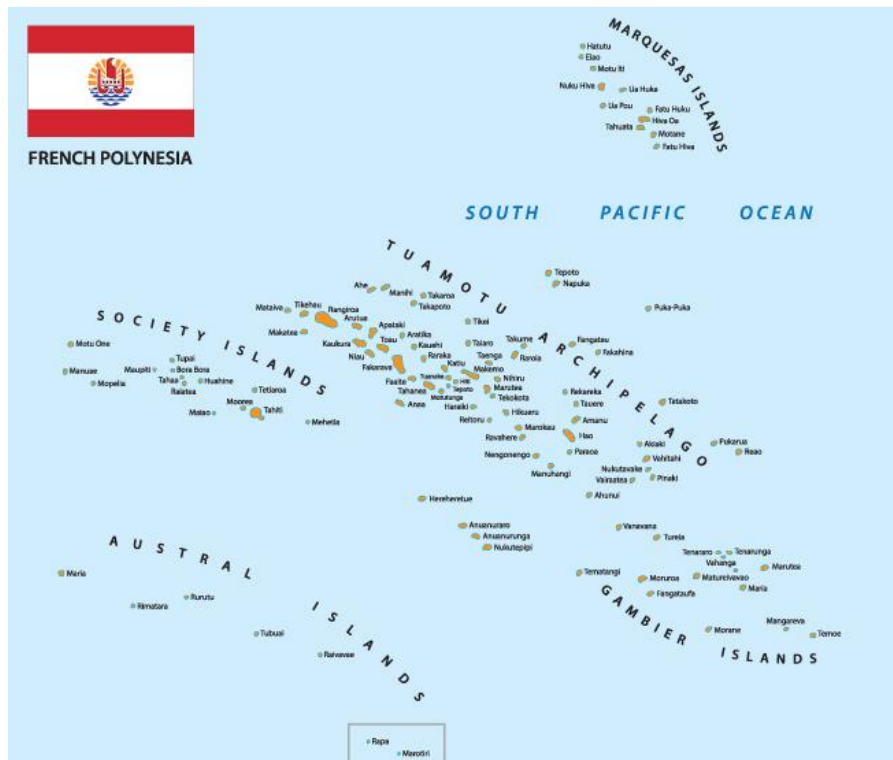 FRENCH POLYNESIA
MARQUESAS ISLANDS
Hatutu
Eiao
Motu Iti
Nuku Hiva
Ua Huka
Ua Pou
Fatu Huku
Hiva Oa
Tahuata
Motane
Fatu Hiva
SOUTH PACIFIC OCEAN
TUAMOTU ARCHIPELAGO
Tepoto
Napuka
Ahe
Manihi
Takaroa
Takapoto
Puka-Puka
Mataiva
Tikehau
Rangiroa
Arutua
Apataki
Tikei
Makatea
Kaukura
Toau
Aratika
Kauehi
Taiaro
Takume
Fangatau
Fakahina
Niau
Raraka
Katiu
Taenga
Raroia
Fakarava
Makemo
Faaite
Tuanake
Hiti
Nihiru
Tahanea
Tepoto
Marutea
Motutunga
Tekokota
Rekareka
Tauere
Tatakoto
Anaa
Haraiki
Hikueru
Reitoru
Amanu
Marokau
Ravahere
Hao
Nengonengo
Paraoa
Akiaki
Vahitahi
Pukarua
Reao
Manuhangi
Nukutavake
Vairaatea
Pinaki
Ahunui
SOCIETY ISLANDS
Motu One
Manuae
Maupiti
Tupai
Bora Bora
Mopelia
Tahaa
Huahine
Raiatea
Tetiaroa
Moorea
Maiao
Tahiti
Mehetia
Hereheretue
Anuanuraro
Anuanurunga
Nukutepipi
Vanavana
Tureia
Tenararo
Tenarunga
Vahanga
Marutea
Tematangi
Moruroa
Matureivavao
Maria
Fangataufa
Morane
Mangareva
Temoe
GAMBIER ISLANDS
AUSTRAL ISLANDS
Maria
Rurutu
Rimatara
Tubuai
Raivavae
Rapa
Marotiri